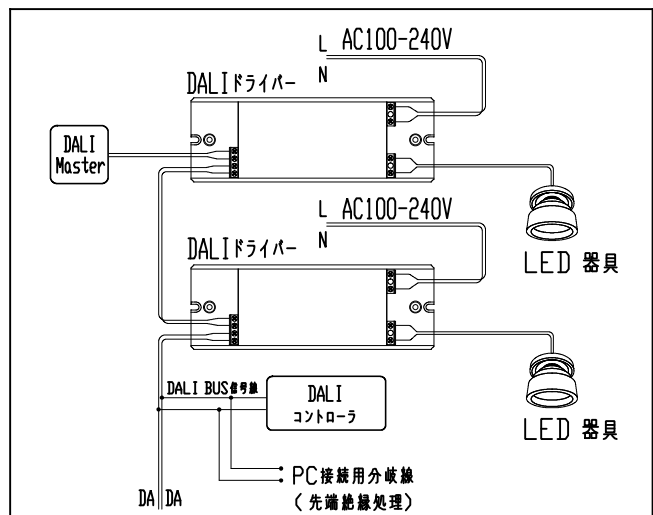 L AC100-240V
N
DALIドライバー
DALI
Master
LED 器具
L AC100-240V
N
DALIドライバー
LED 器具
DALI BUS信号線
DALI
コントローラ
PC接続用分岐線
(先端絶縁処理)
DA DA